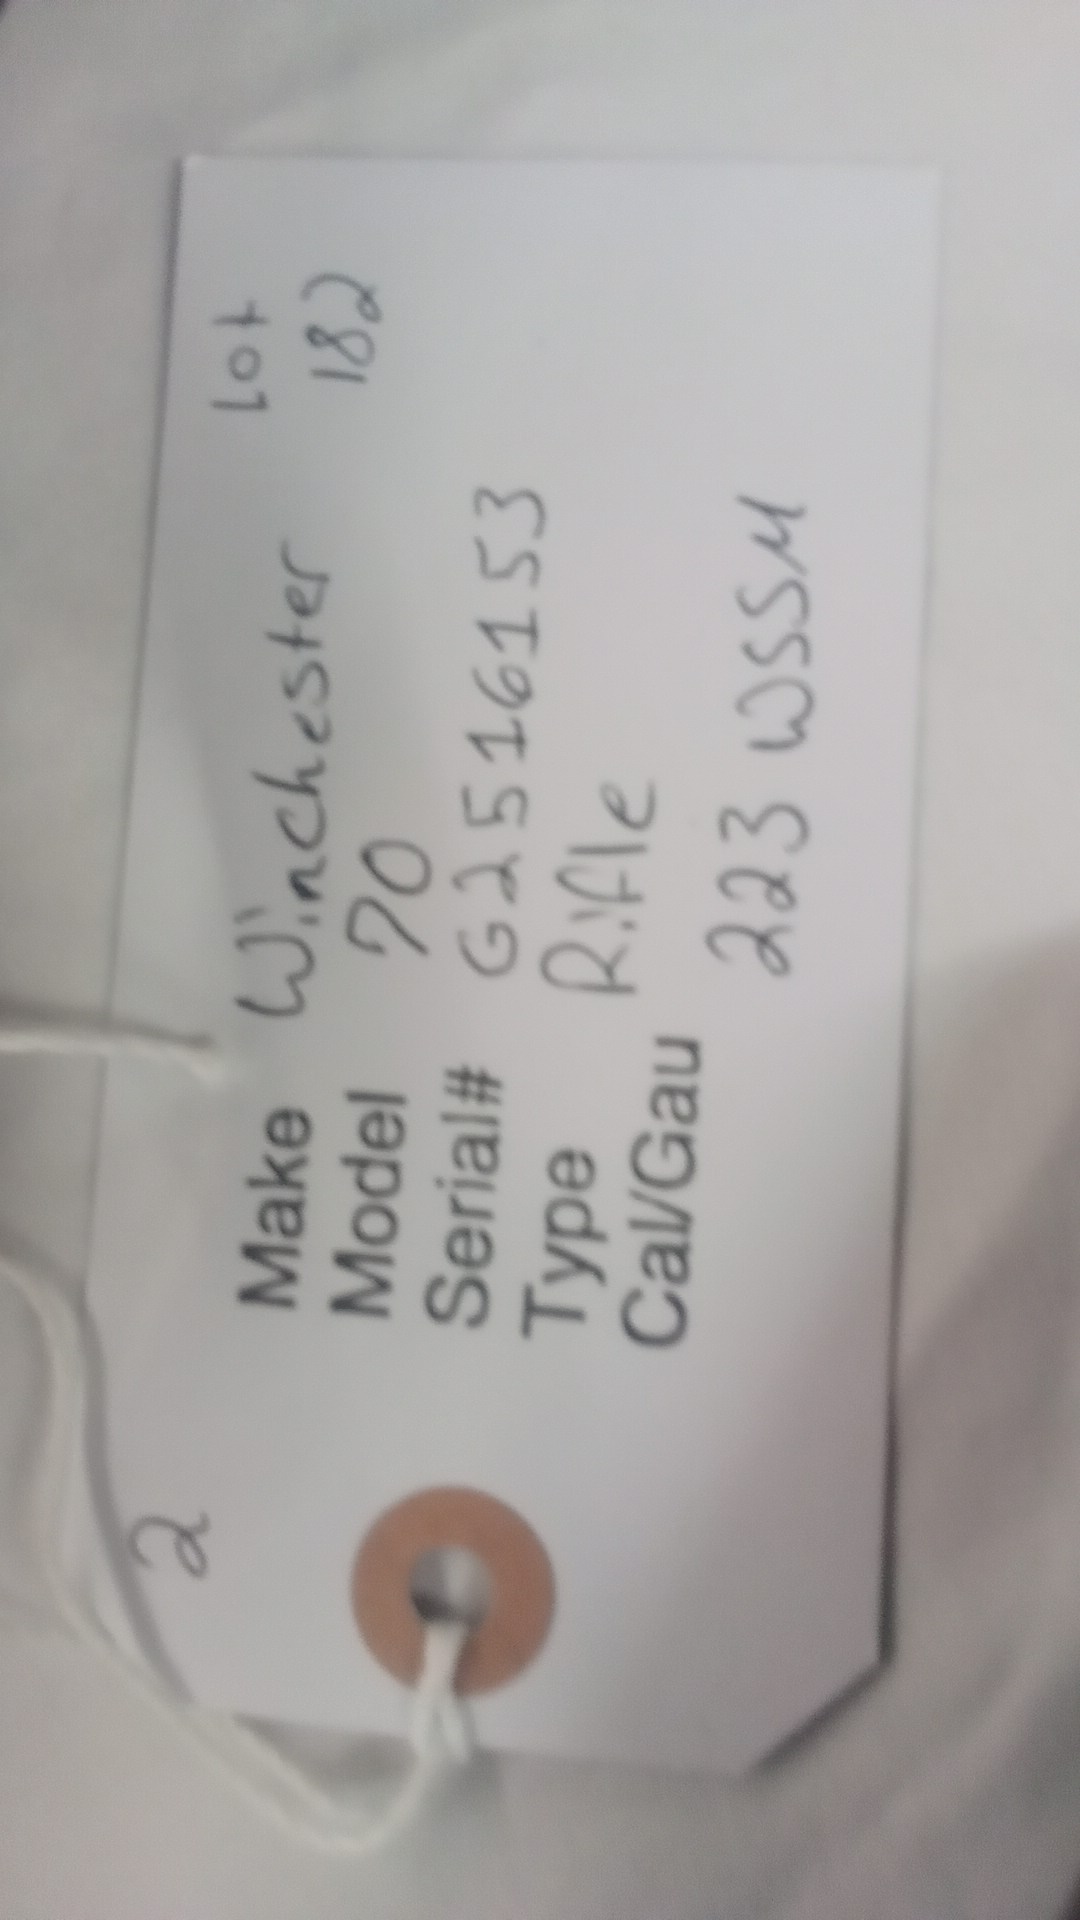 2
Lot
182
Make Winchester
Model 70
Serial# G2516153
Type Rifle
Cal/Gau 223 WSSM